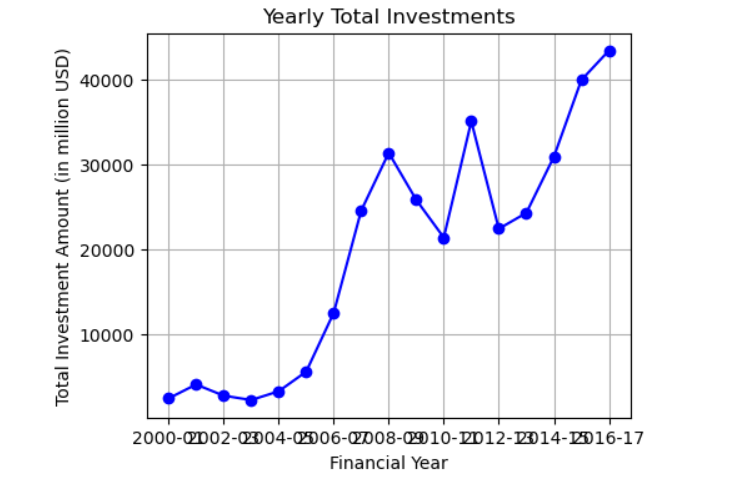 Yearly Total Investments
Total Investment Amount (in million USD)
40000
30000
20000
10000
2000-01 2002-03 2004-05 2006-07 2008-09 2010-11 2012-13 2014-15 2016-17
Financial Year